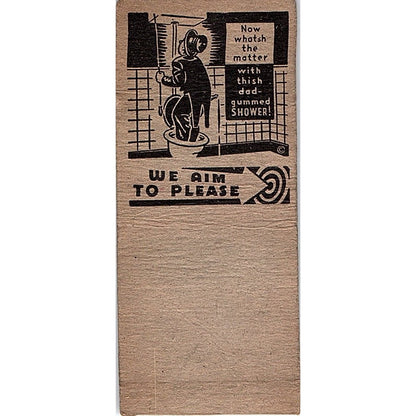 Now
whatsh
the
matter
with
thish
dad-
gummed
SHOWER!
©
WE AIM
TO PLEASE